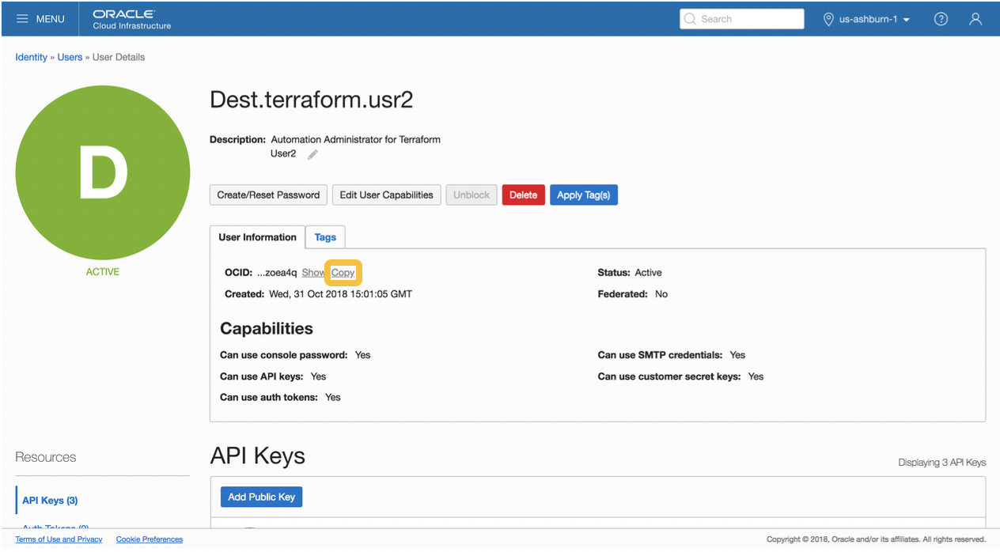 MENU
ORACLE
Cloud Infrastructure
Search
us-ashburn-1
?
Identity » Users » User Details
D
ACTIVE
Dest.terraform.usr2
Description: Automation Administrator for Terraform
User2
Create/Reset Password
Edit User Capabilities
Unblock
Delete
Apply Tag(s)
User Information
Tags
OCID: ...zoea4q Show Copy
Status: Active
Created: Wed, 31 Oct 2018 15:01:05 GMT
Federated: No
Capabilities
Can use console password: Yes
Can use SMTP credentials: Yes
Can use API keys: Yes
Can use customer secret keys: Yes
Can use auth tokens: Yes
Resources
API Keys (3)
Auth Tokens (0)
API Keys
Displaying 3 API Keys
Add Public Key
Terms of Use and Privacy
Cookie Preferences
Copyright © 2018, Oracle and/or its affiliates. All rights reserved.